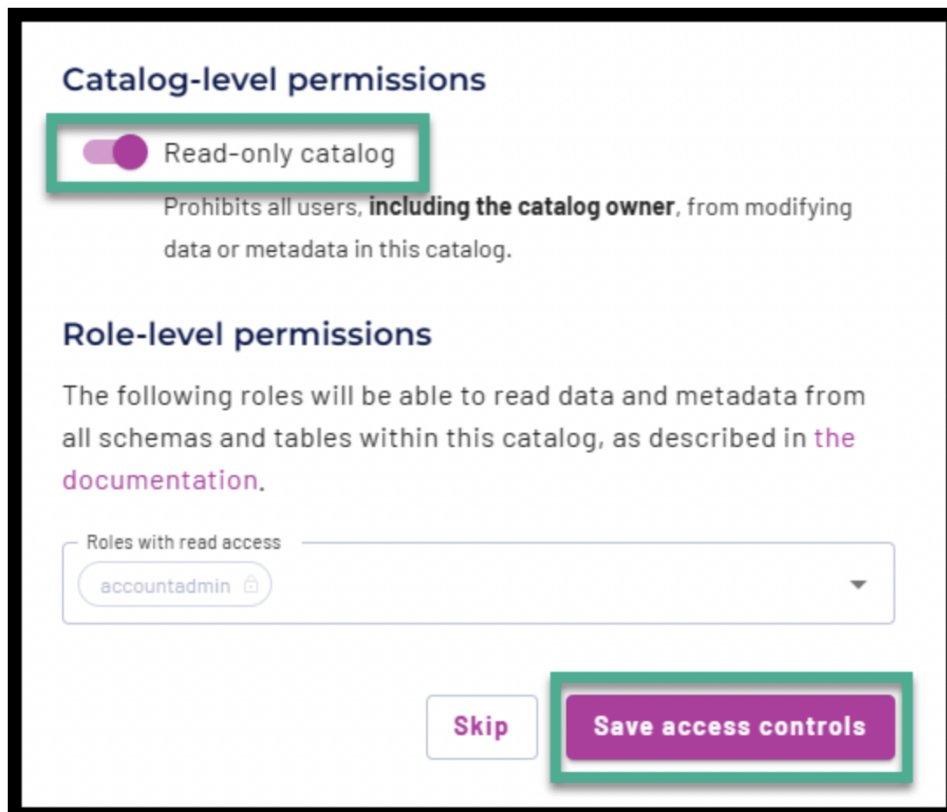 Catalog-level permissions
Read-only catalog
Prohibits all users, including the catalog owner, from modifying
data or metadata in this catalog.
Role-level permissions
The following roles will be able to read data and metadata from
all schemas and tables within this catalog, as described in the
documentation.
Roles with read access
accountadmin
Skip
Save access controls